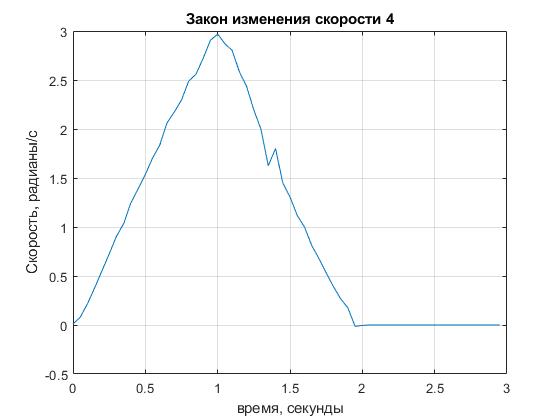 Закон изменения скорости 4
Скорость, радианы/с
3
2.5
2
1.5
1
0.5
0
-0.5
0 0.5 1 1.5 2 2.5 3
время, секунды